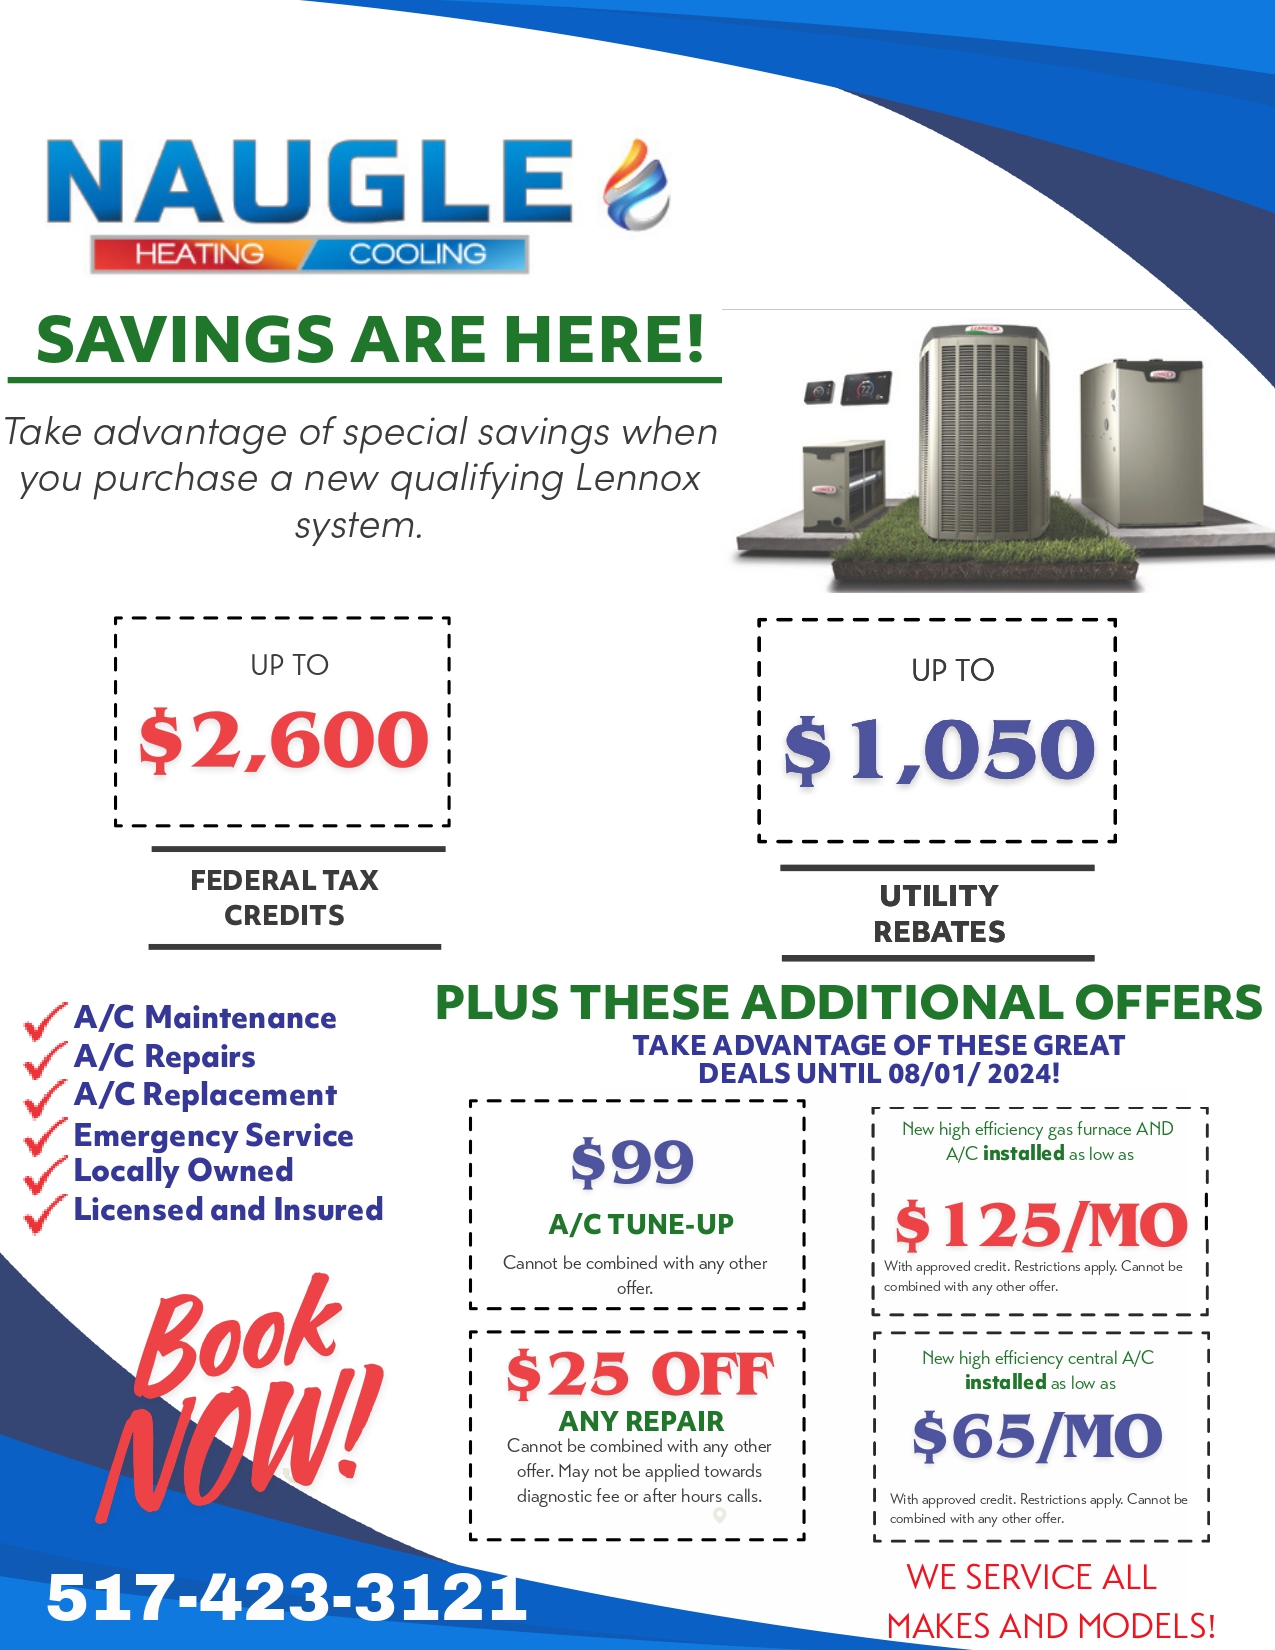 NAUGLE
HEATING COOLING
SAVINGS ARE HERE!
Take advantage of special savings when
you purchase a new qualifying Lennox
system.
LENNOX
UP TO
$2,600
FEDERAL TAX
CREDITS
UP TO
$1,050
UTILITY
REBATES
A/C Maintenance
A/C Repairs
A/C Replacement
Emergency Service
Locally Owned
Licensed and Insured
PLUS THESE ADDITIONAL OFFERS
TAKE ADVANTAGE OF THESE GREAT
DEALS UNTIL 08/01/ 2024!
$99
A/C TUNE-UP
Cannot be combined with any other
offer.
New high efficiency gas furnace AND
A/C installed as low as
$125/MO
With approved credit. Restrictions apply. Cannot be
combined with any other offer.
$25 OFF
ANY REPAIR
Cannot be combined with any other
offer. May not be applied towards
diagnostic fee or after hours calls.
New high efficiency central A/C
installed as low as
$65/MO
With approved credit. Restrictions apply. Cannot be
combined with any other offer.
Book
NOW!!
517-423-3121
WE SERVICE ALL
MAKES AND MODELS!